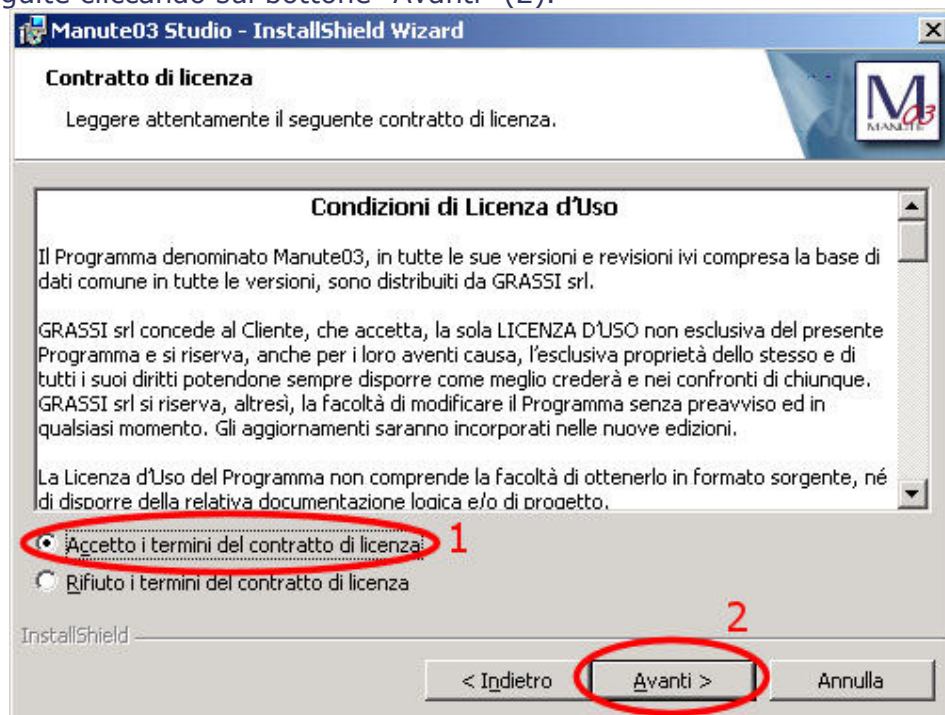 guite cliccando sul bottone "Avanti" (2).
Manute03 Studio - InstallShield Wizard
Contratto di licenza
Leggere attentamente il seguente contratto di licenza.
M03
MANUTE
Condizioni di Licenza d'Uso
Il Programma denominato Manute03, in tutte le sue versioni e revisioni ivi compresa la base di
dati comune in tutte le versioni, sono distribuiti da GRASSI srl.
GRASSI srl concede al Cliente, che accetta, la sola LICENZA D'USO non esclusiva del presente
Programma e si riserva, anche per i loro aventi causa, l'esclusiva proprietà dello stesso e di
tutti i suoi diritti potendone sempre disporre come meglio crederà e nei confronti di chiunque.
GRASSI srl si riserva, altresì, la facoltà di modificare il Programma senza preavviso ed in
qualsiasi momento. Gli aggiornamenti saranno incorporati nelle nuove edizioni.
La Licenza d'Uso del Programma non comprende la facoltà di ottenerlo in formato sorgente, né
di disporre della relativa documentazione logica e/o di progetto.
Accetto i termini del contratto di licenza 1
Rifiuto i termini del contratto di licenza
2
InstallShield
< Indietro
Avanti >
Annulla